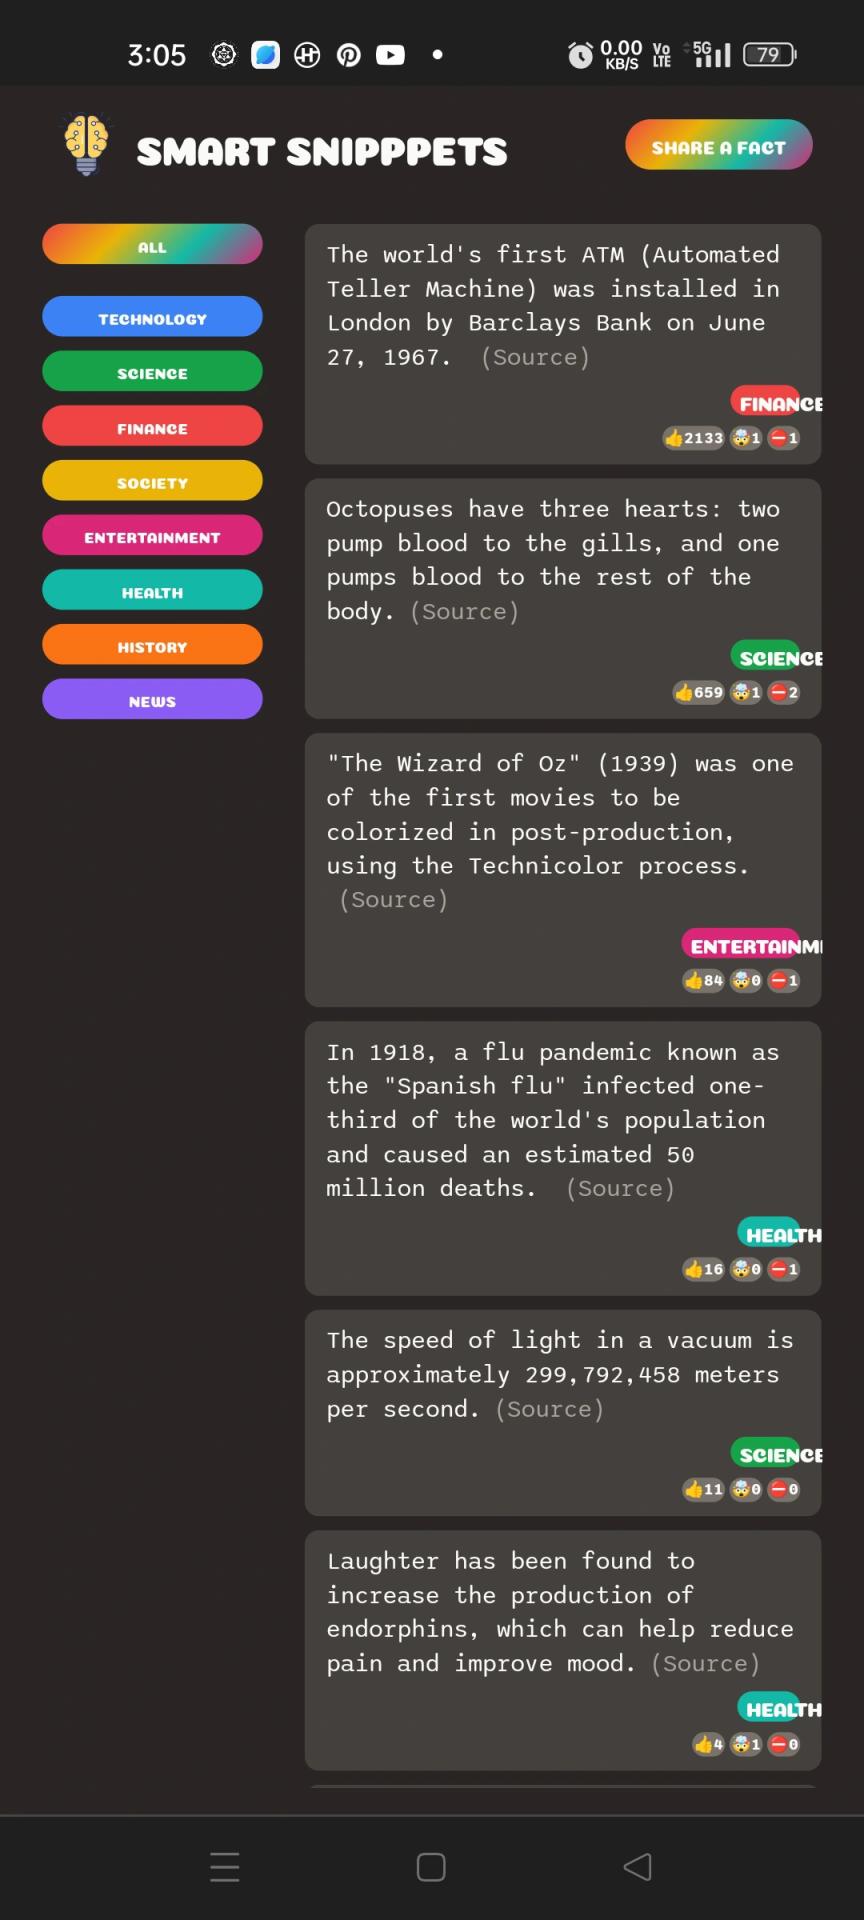 3:05
0.00
KB/S
Vo
LTE
5G
79
SMART SNIPPPETS
SHARE A FACT
ALL
TECHNOLOGY
SCIENCE
FINANCE
SOCIETY
ENTERTAINMENT
HEALTH
HISTORY
NEWS
The world's first ATM (Automated
Teller Machine) was installed in
London by Barclays Bank on June
27, 1967. (Source)
FINANCE
👍2133 🤯1 ⛔1
Octopuses have three hearts: two
pump blood to the gills, and one
pumps blood to the rest of the
body. (Source)
SCIENCE
👍659 🤯1 ⛔2
"The Wizard of Oz" (1939) was one
of the first movies to be
colorized in post-production,
using the Technicolor process.
(Source)
ENTERTAINM
👍84 🤯0 ⛔1
In 1918, a flu pandemic known as
the "Spanish flu" infected one-
third of the world's population
and caused an estimated 50
million deaths. (Source)
HEALTH
👍16 🤯0 ⛔1
The speed of light in a vacuum is
approximately 299,792,458 meters
per second. (Source)
SCIENCE
👍11 🤯0 ⛔0
Laughter has been found to
increase the production of
endorphins, which can help reduce
pain and improve mood. (Source)
HEALTH
👍4 🤯1 ⛔0